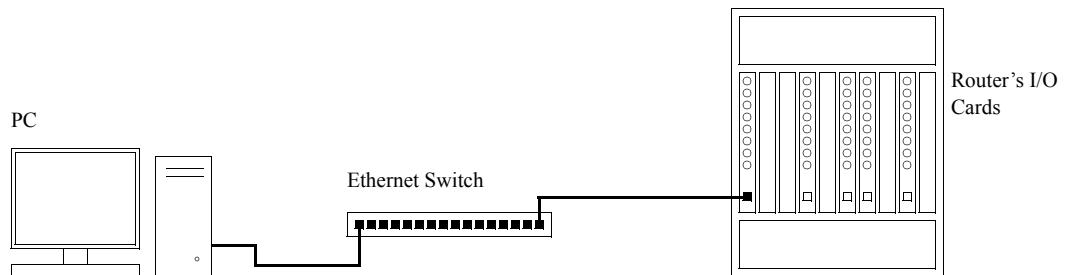 PC
Ethernet Switch
Router’s I/O
Cards